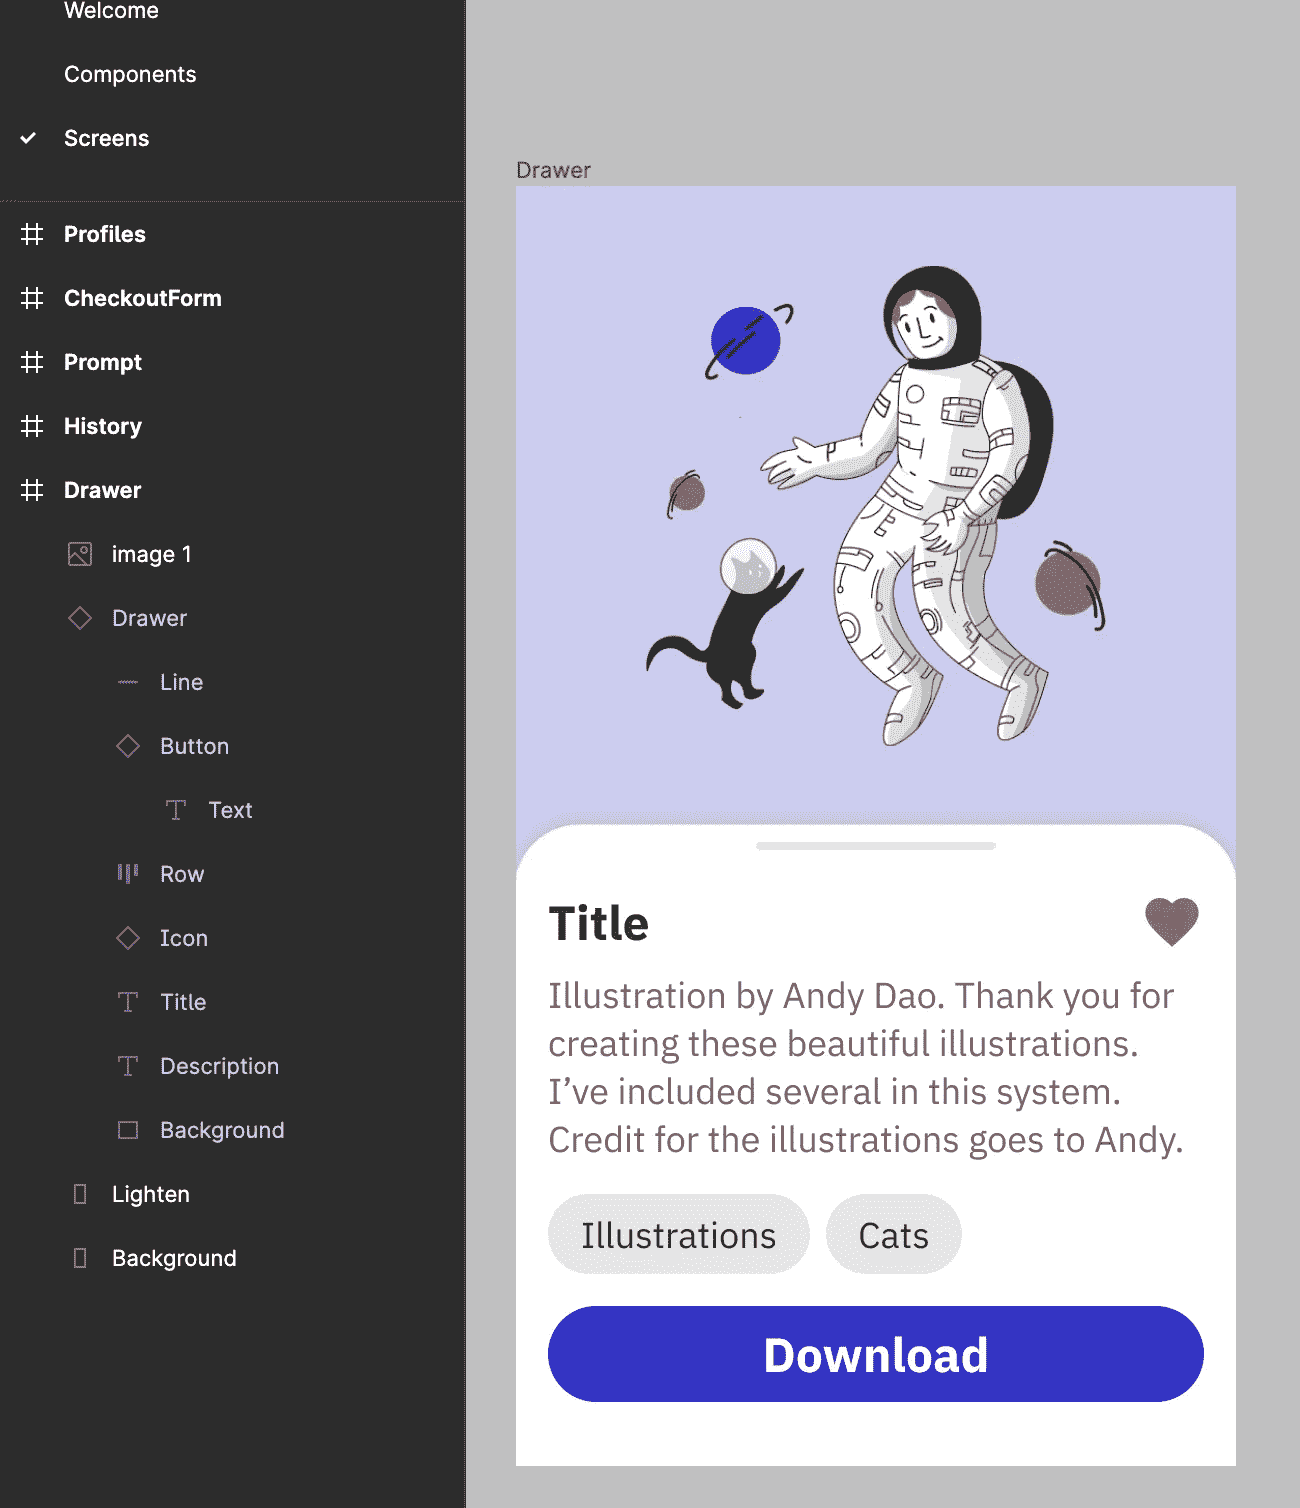 Welcome
Components
Screens
Profiles
CheckoutForm
Prompt
History
Drawer
image 1
Drawer
Line
Button
Text
Row
Icon
Title
Description
Background
Lighten
Background
Drawer
Title
Illustration by Andy Dao. Thank you for
creating these beautiful illustrations.
I’ve included several in this system.
Credit for the illustrations goes to Andy.
Illustrations
Cats
Download